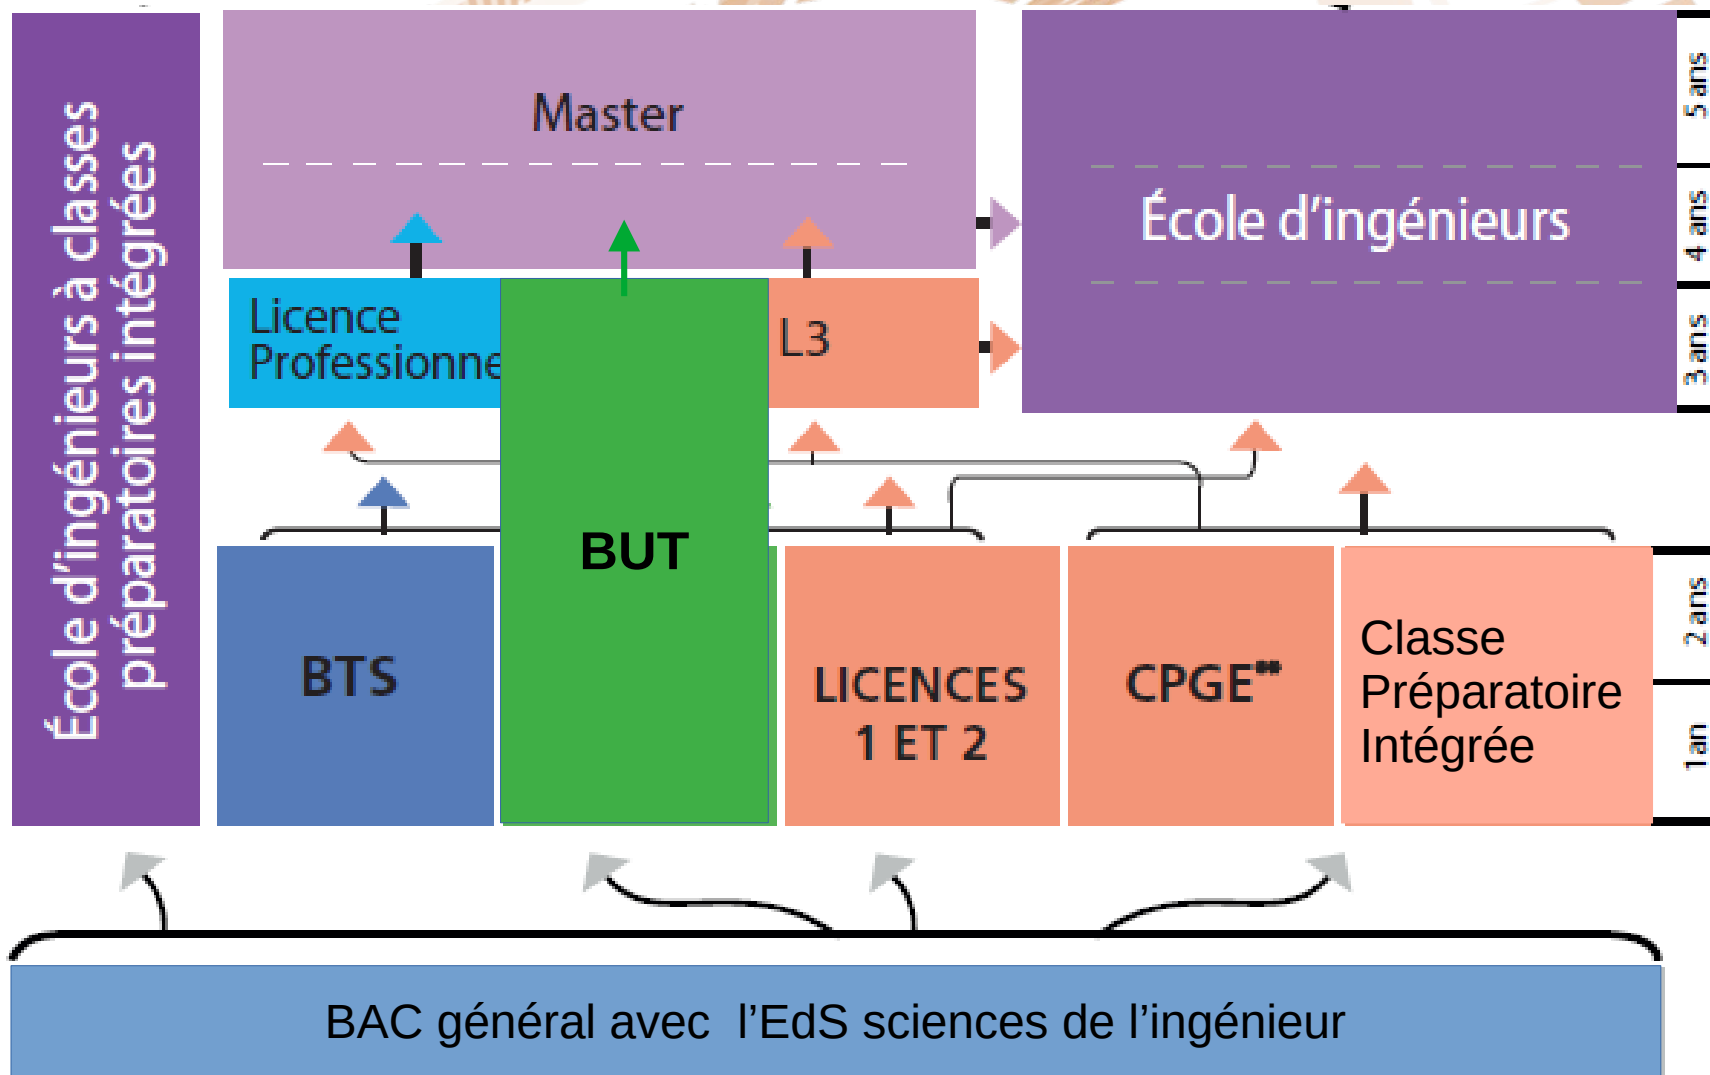 École d'ingénieurs à classes
préparatoires intégrées
Master
École d'ingénieurs
5 ans
4 ans
3 ans
Licence
Professionne
L3
BUT
BTS
LICENCES
1 ET 2
CPGE**
Classe
Préparatoire
Intégrée
2 ans
1an
BAC général avec l’EdS sciences de l’ingénieur